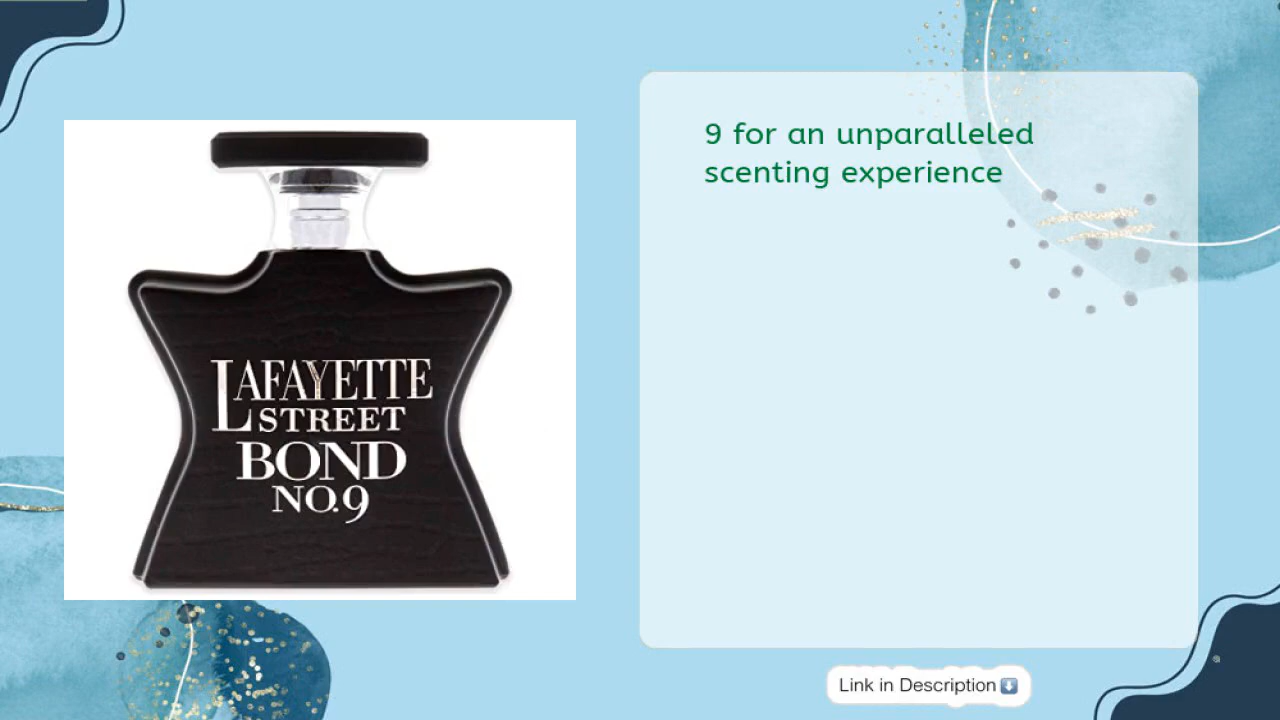 LAFAYETTE
STREET
BOND
NO.9
9 for an unparalleled
scenting experience
Link in Description⬇️